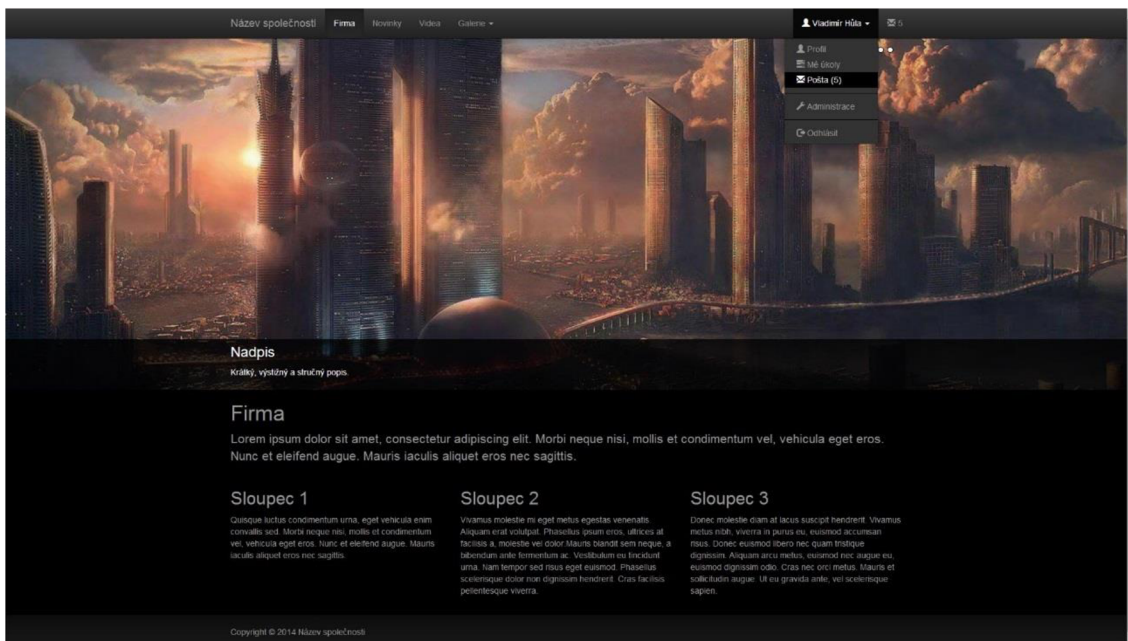 Název společnosti Firma Novinky Videa Galerie Vladimír Hůla 5
Profil
Mé úkoly
Pošta (5)
Administrace
Odhlásit
Nadpis
Krátký, výstižný a stručný popis.
Firma
Lorem ipsum dolor sit amet, consectetur adipiscing elit. Morbi neque nisi, mollis et condimentum vel, vehicula eget eros.
Nunc et eleifend augue. Mauris iaculis aliquet eros nec sagittis.
Sloupec 1
Quisque luctus condimentum urna, eget vehicula enim
convallis sed. Morbi neque nisi, mollis et condimentum
vel, vehicula eget eros. Nunc et eleifend augue. Mauris
iaculis aliquet eros nec sagittis.
Sloupec 2
Vivamus molestie mi eget metus egestas venenatis.
Aliquam erat volutpat. Phasellus ipsum eros, ultrices at
facilisis a, molestie vel dolor.Mauris blandit sem neque, a
bibendum ante fermentum ac. Vestibulum eu tincidunt
urna. Nam tempor sed risus eget euismod. Phasellus
scelerisque dolor non dignissim hendrerit. Cras facilisis
pellentesque viverra.
Sloupec 3
Donec molestie diam at lacus suscipit hendrerit. Vivamus
metus nibh, viverra in purus eu, euismod accumsan
risus. Donec euismod libero nec quam tristique
dignissim. Aliquam arcu metus, euismod nec augue eu,
euismod dignissim odio. Cras nec orci metus. Mauris et
sollicitudin augue. Ut eu gravida ante, vel scelerisque
sapien.
Copyright © 2014 Název společnosti